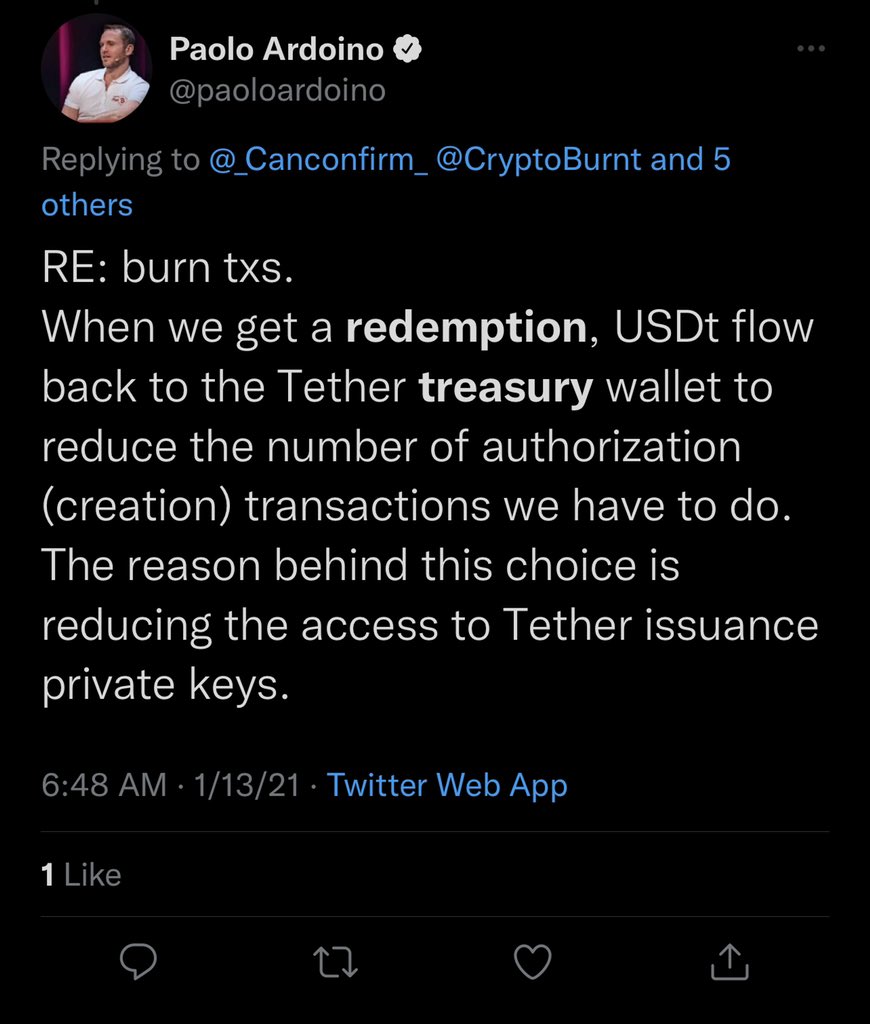 Paolo Ardoino
@paoloardoino
Replying to @_Canconfirm_ @CryptoBurnt and 5
others
RE: burn txs.
When we get a redemption, USDt flow
back to the Tether treasury wallet to
reduce the number of authorization
(creation) transactions we have to do.
The reason behind this choice is
reducing the access to Tether issuance
private keys.
6:48 AM · 1/13/21 · Twitter Web App
1 Like